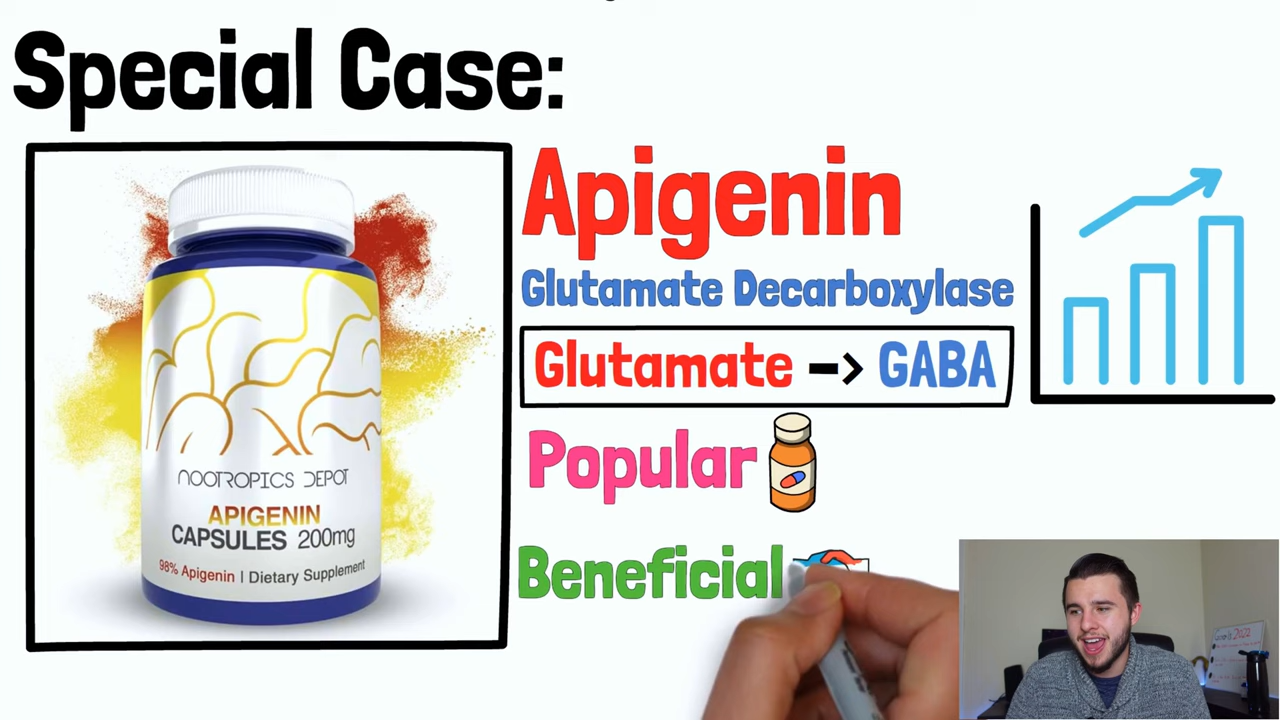 Special Case:
Apigenin
Glutamate Decarboxylase
Glutamate –> GABA
Popular
Beneficial
NOOTROPICS DEPOT
APIGENIN
CAPSULES 200mg
98% Apigenin | Dietary Supplement